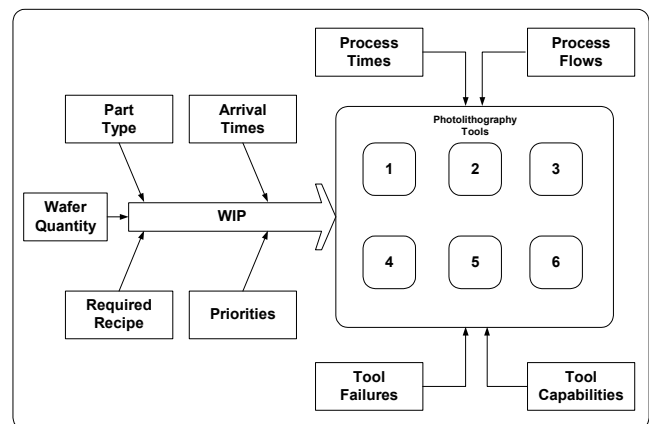 Process
Times
Process
Flows
Part
Type
Arrival
Times
Photolithography
Tools
1
2
3
Wafer
Quantity
WIP
4
5
6
Required
Recipe
Priorities
Tool
Failures
Tool
Capabilities